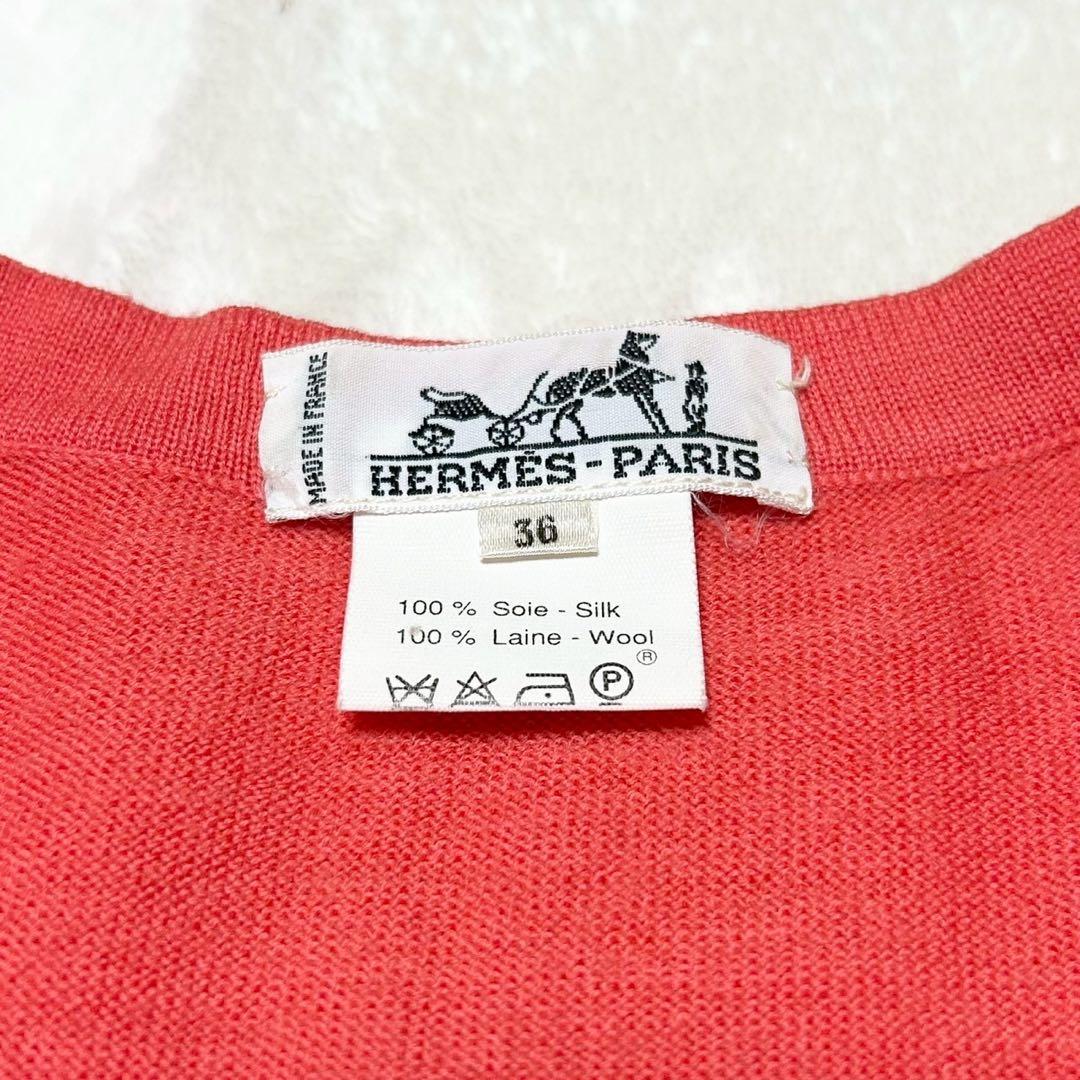 MADE IN FRANCE
HERMÈS-PARIS
36
100 % Soie - Silk
100 % Laine - Wool
®
P